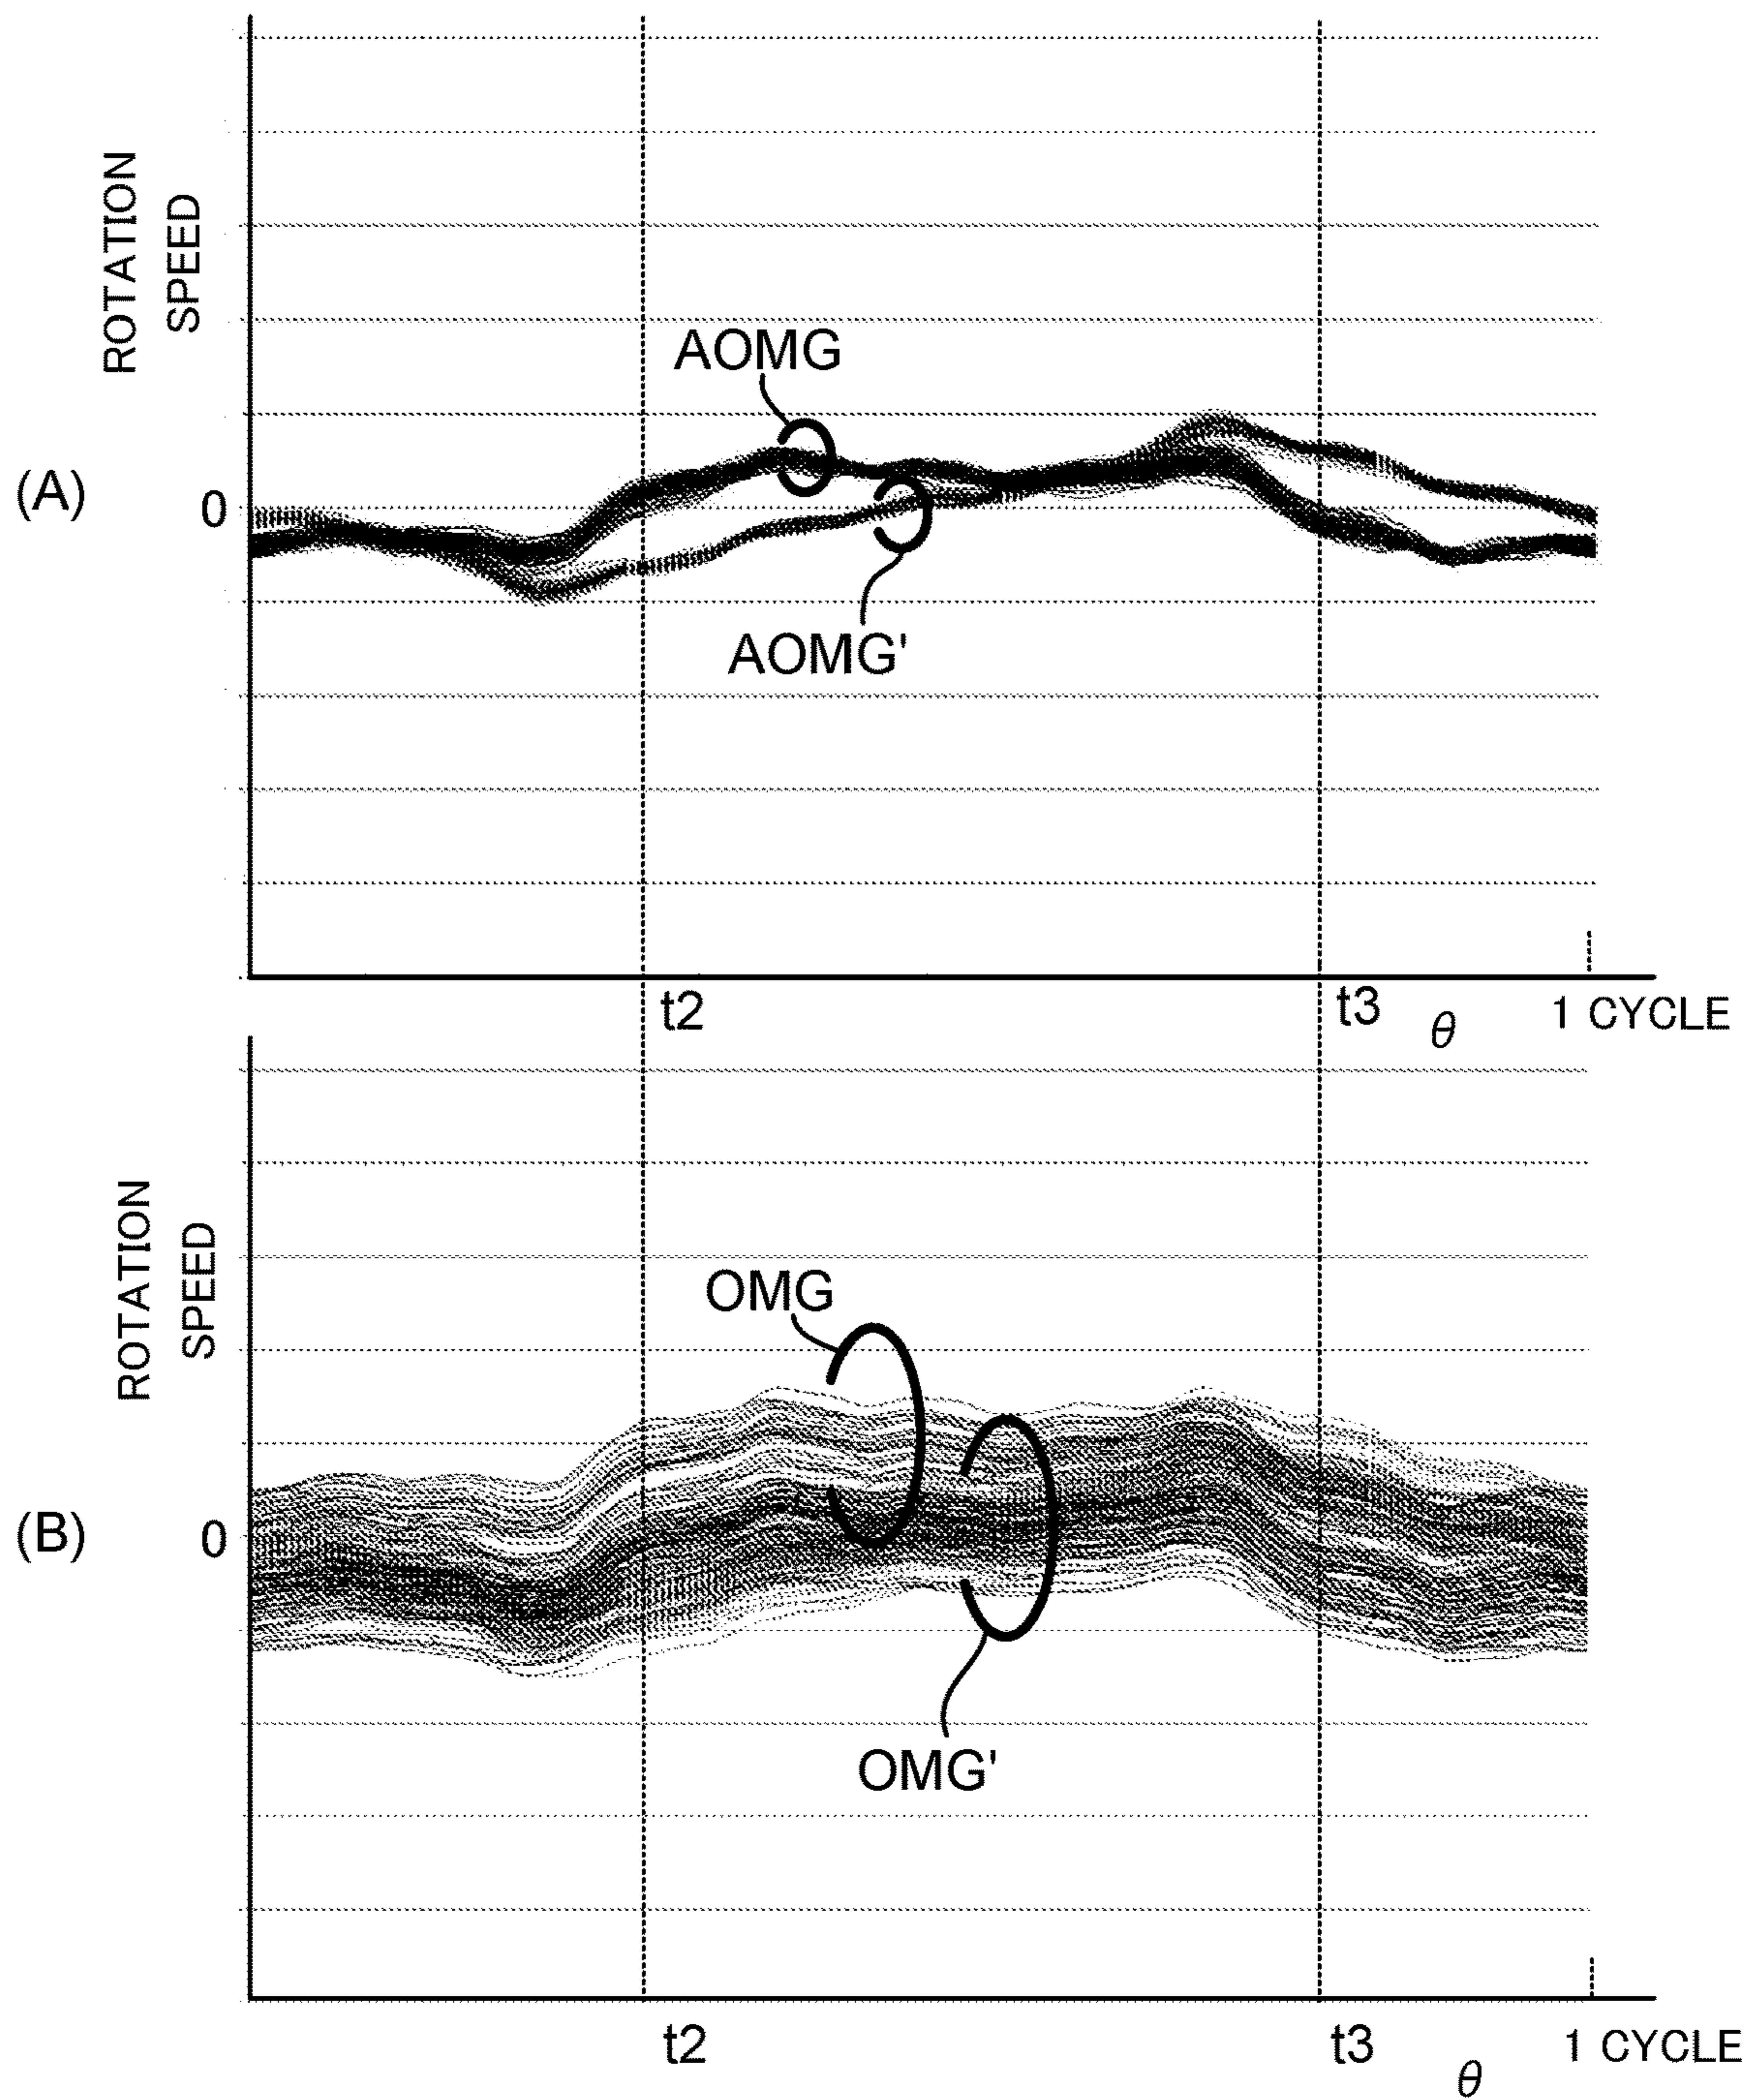 ROTATION
SPEED
AOMG
(A)
0
AOMG'
t2
t3
θ
1 CYCLE
ROTATION
SPEED
OMG
(B)
0
OMG'
t2
t3
θ
1 CYCLE